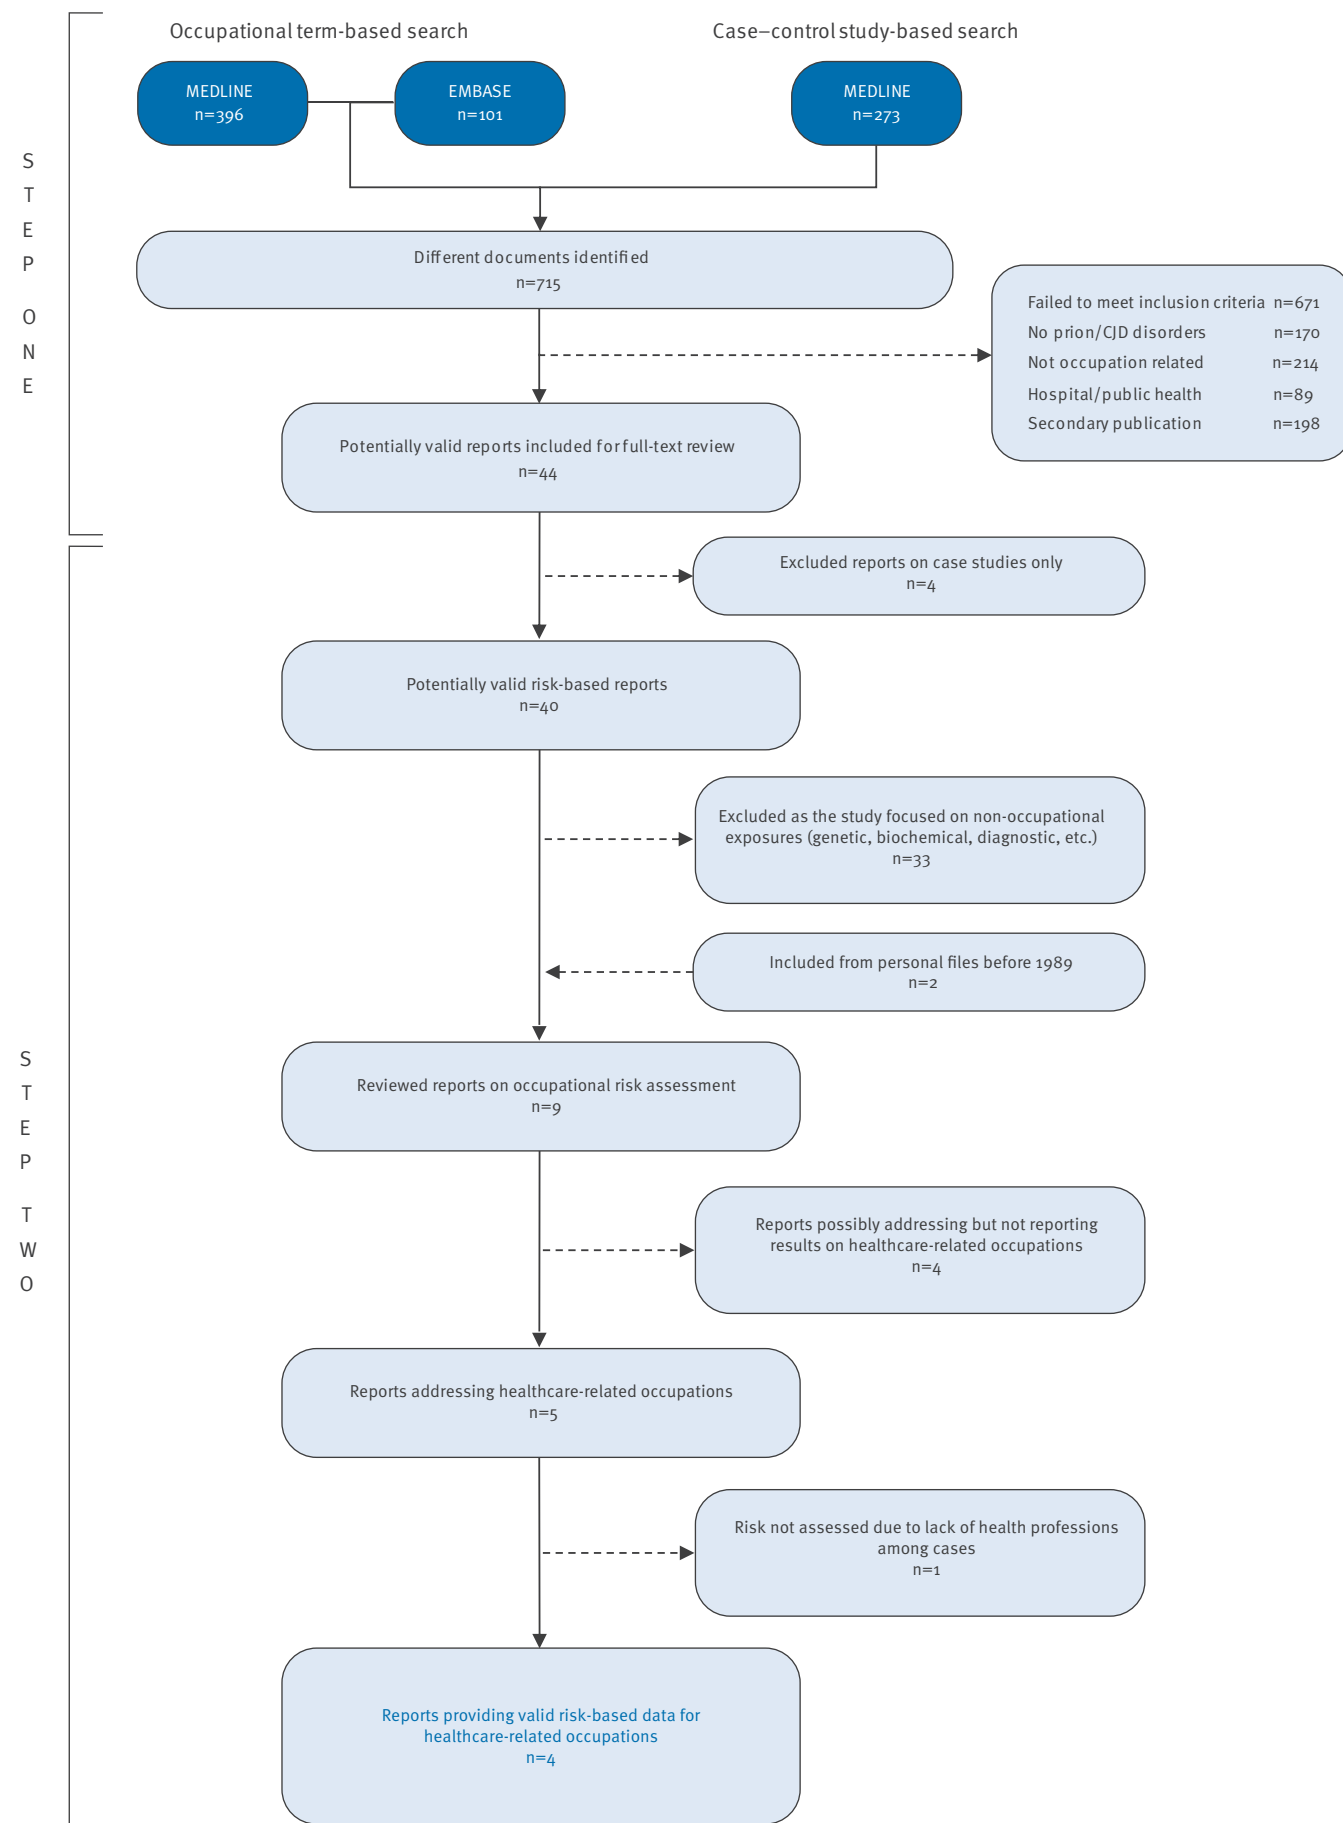 Occupational term-based search
Case–control study-based search
MEDLINE
n=396
EMBASE
n=101
MEDLINE
n=273
STEP ONE
Different documents identified
n=715
Failed to meet inclusion criteria n=671
No prion/CJD disorders n=170
Not occupation related n=214
Hospital/public health n=89
Secondary publication n=198
Potentially valid reports included for full-text review
n=44
STEP TWO
Excluded reports on case studies only
n=4
Potentially valid risk-based reports
n=40
Excluded as the study focused on non-occupational
exposures (genetic, biochemical, diagnostic, etc.)
n=33
Included from personal files before 1989
n=2
Reviewed reports on occupational risk assessment
n=9
Reports possibly addressing but not reporting
results on healthcare-related occupations
n=4
Reports addressing healthcare-related occupations
n=5
Risk not assessed due to lack of health professions
among cases
n=1
Reports providing valid risk-based data for
healthcare-related occupations
n=4